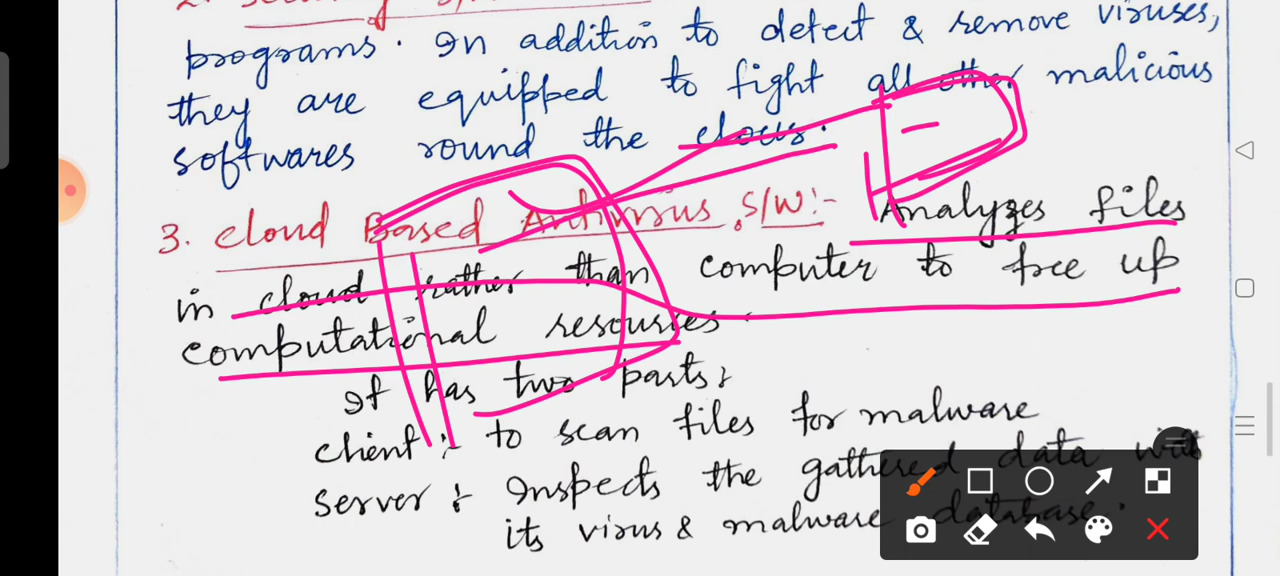 2.
programs. In addition to detect & remove viruses,
they are equipped to fight all other malicious
softwares round the clocks.
3. Cloud Based Antivirus S/W:- Analyzes files
in cloud rather than computer to free up
computational resources.
It has two parts:
client:- to scan files for malware
server: Inspects the gathered data with
its virus & malware database.